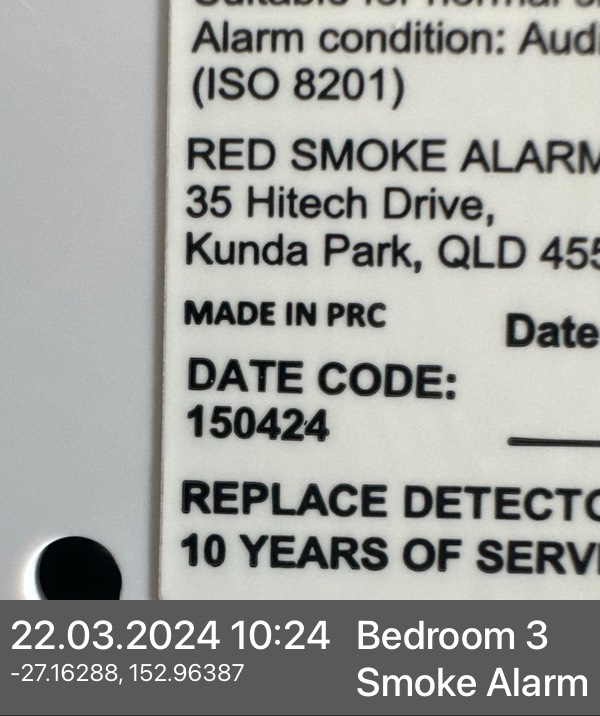 Alarm condition: Audi
(ISO 8201)
RED SMOKE ALARM
35 Hitech Drive,
Kunda Park, QLD 455
MADE IN PRC
Date
DATE CODE:
150424
REPLACE DETECTO
10 YEARS OF SERVI
22.03.2024 10:24
-27.16288, 152.96387
Bedroom 3
Smoke Alarm